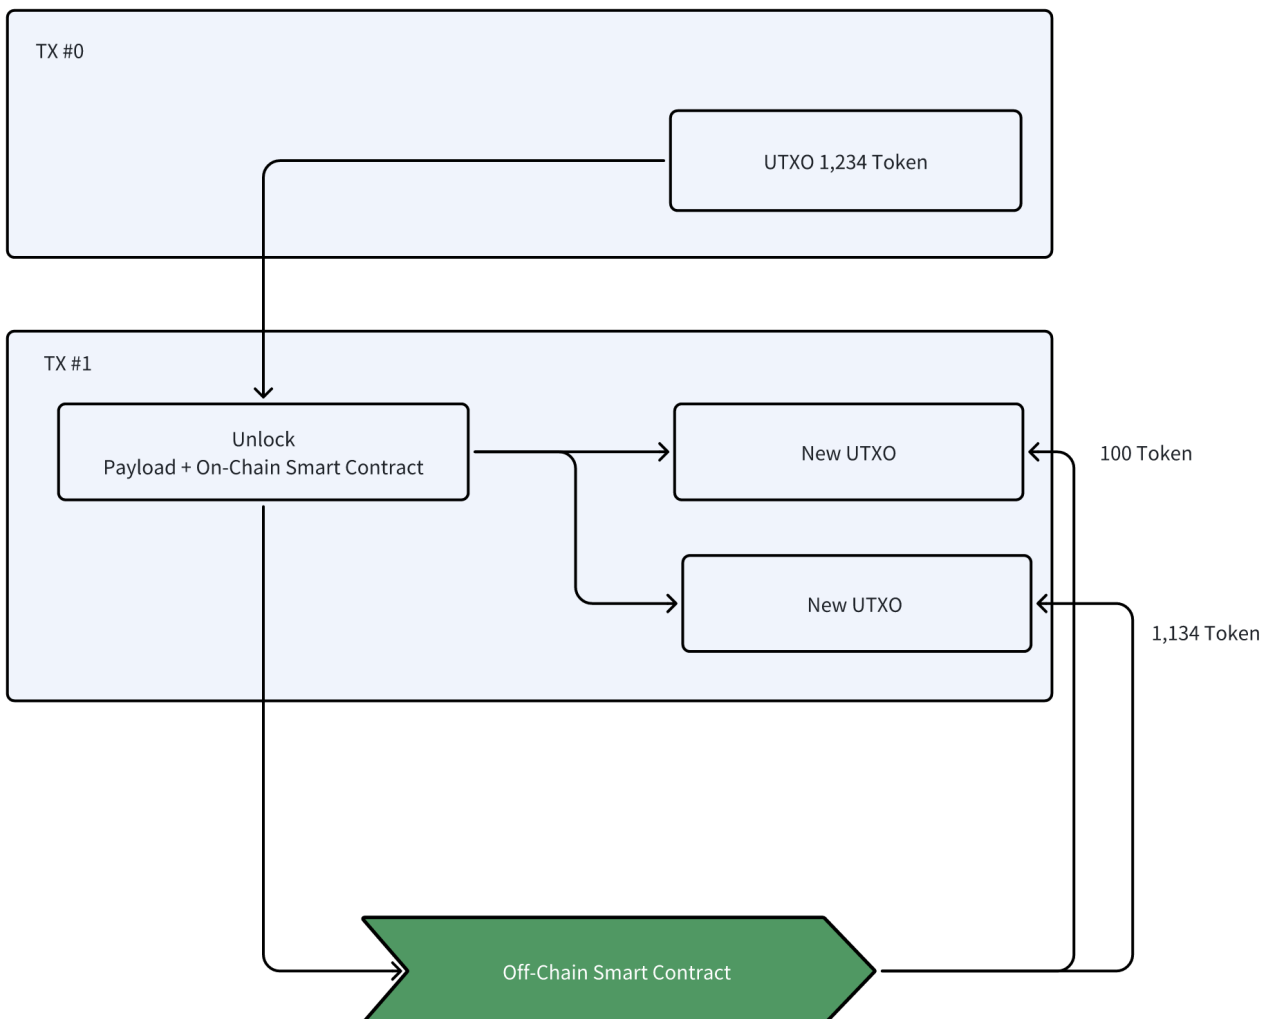 TX #0
UTXO 1,234 Token
TX #1
Unlock
Payload + On-Chain Smart Contract
New UTXO
100 Token
New UTXO
1,134 Token
Off-Chain Smart Contract